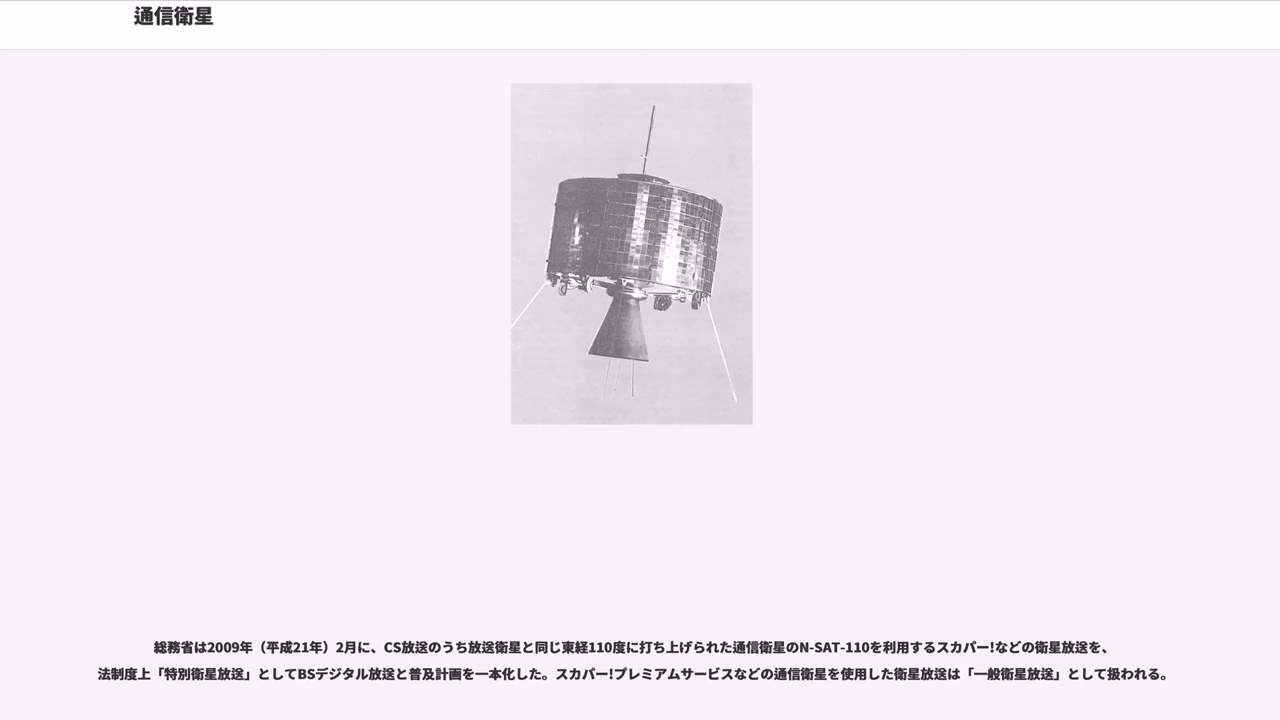 通信衛星
総務省は2009年（平成21年）2月に、CS放送のうち放送衛星と同じ東経110度に打ち上げられた通信衛星のN-SAT-110を利用するスカパー!などの衛星放送を、
法制度上「特別衛星放送」としてBSデジタル放送と普及計画を一本化した。スカパー!プレミアムサービスなどの通信衛星を使用した衛星放送は「一般衛星放送」として扱われる。